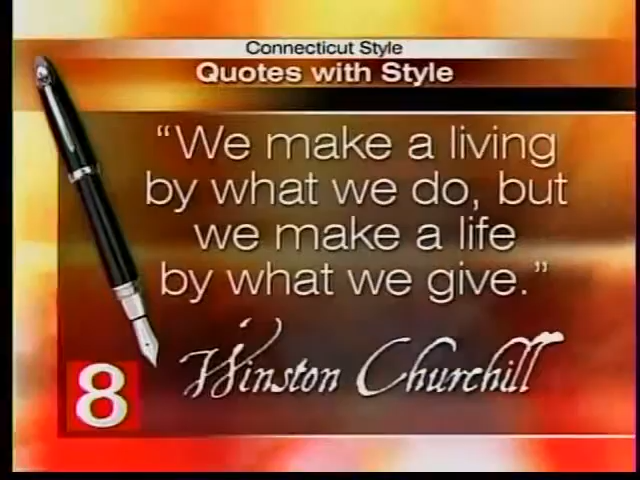 Connecticut Style
Quotes with Style
“We make a living
by what we do, but
we make a life
by what we give.”
Winston Churchill
8